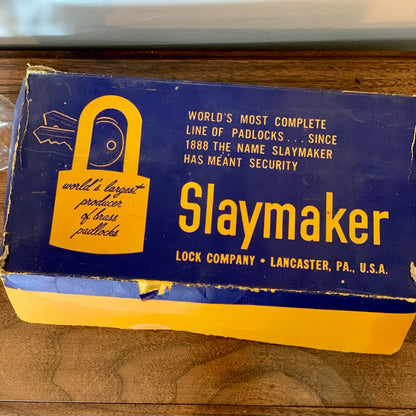 WORLD'S MOST COMPLETE
LINE OF PADLOCKS... SINCE
1888 THE NAME SLAYMAKER
HAS MEANT SECURITY
world's largest
producer
of brass
padlocks
Slaymaker
LOCK COMPANY • LANCASTER, PA., U.S.A.